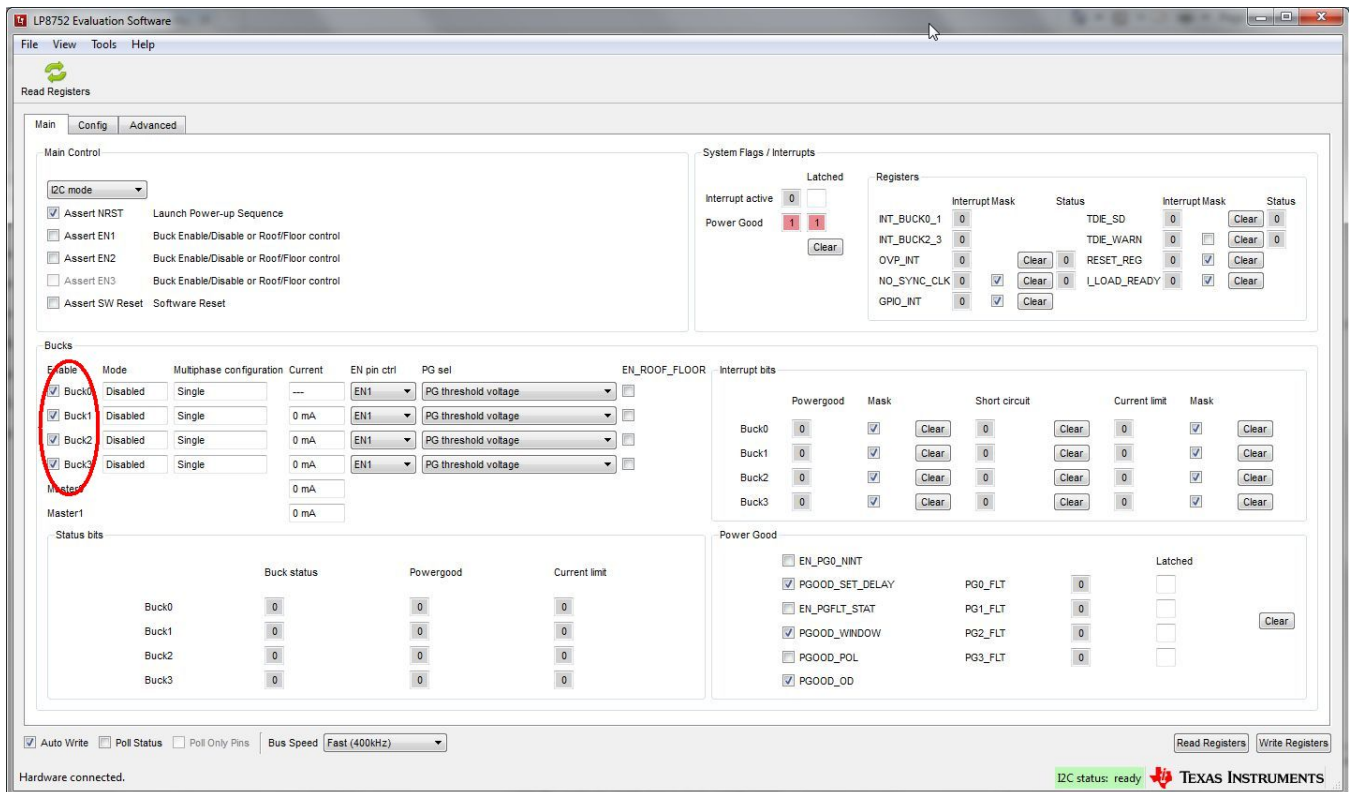 LP8752 Evaluation Software
File View Tools Help
Read Registers
Main Config Advanced
Main Control
I2C mode
Assert NRST Launch Power-up Sequence
Assert EN1 Buck Enable/Disable or Roof/Floor control
Assert EN2 Buck Enable/Disable or Roof/Floor control
Assert EN3 Buck Enable/Disable or Roof/Floor control
Assert SW Reset Software Reset
System Flags / Interrupts
Latched
Interrupt active 0
Power Good 1 1
Clear
Registers
Interrupt Mask Status Interrupt Mask Status
INT_BUCK0_1 0 TDIE_SD 0 Clear 0
INT_BUCK2_3 0 TDIE_WARN 0 Clear 0
OVP_INT 0 Clear 0 RESET_REG 0 Clear
NO_SYNC_CLK 0 Clear 0 I_LOAD_READY 0 Clear
GPIO_INT 0 Clear
Bucks
Enable Mode Multiphase configuration Current EN pin ctrl PG sel EN_ROOF_FLOOR
Buck0 Disabled Single --- EN1 PG threshold voltage
Buck1 Disabled Single 0 mA EN1 PG threshold voltage
Buck2 Disabled Single 0 mA EN1 PG threshold voltage
Buck3 Disabled Single 0 mA EN1 PG threshold voltage
Master0 0 mA
Master1 0 mA
Interrupt bits
Powergood Mask Short circuit Current limit Mask
Buck0 0 Clear 0 Clear 0 Clear
Buck1 0 Clear 0 Clear 0 Clear
Buck2 0 Clear 0 Clear 0 Clear
Buck3 0 Clear 0 Clear 0 Clear
Status bits
Buck status Powergood Current limit
Buck0 0 0 0
Buck1 0 0 0
Buck2 0 0 0
Buck3 0 0 0
Power Good
EN_PG0_NINT Latched
PGOOD_SET_DELAY PG0_FLT 0
EN_PGFLT_STAT PG1_FLT 0
Clear
PGOOD_WINDOW PG2_FLT 0
PGOOD_POL PG3_FLT 0
PGOOD_OD
Auto Write Poll Status Poll Only Pins Bus Speed Fast (400kHz) Read Registers Write Registers
Hardware connected. I2C status: ready TEXAS INSTRUMENTS